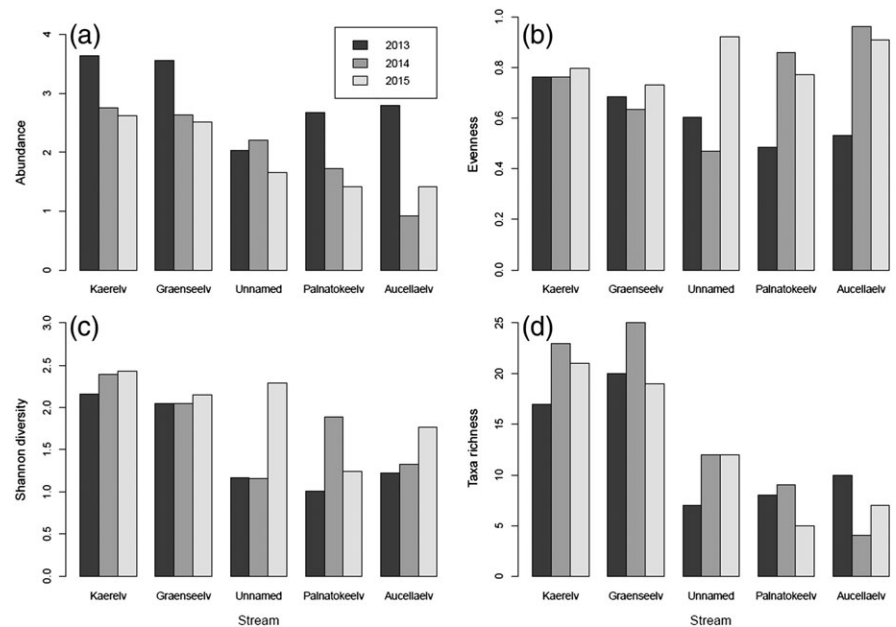 (a)
Abundance
4
3
2
1
0
2013
2014
2015
Kaerelv Graenseelv Unnamed Palnatokeelv Aucellaelv
(b)
Evenness
1.0
0.8
0.6
0.4
0.2
0.0
Kaerelv Graenseelv Unnamed Palnatokeelv Aucellaelv
(c)
Shannon diversity
3.0
2.5
2.0
1.5
1.0
0.5
0.0
Kaerelv Graenseelv Unnamed Palnatokeelv Aucellaelv
Stream
(d)
Taxa richness
25
20
15
10
5
0
Kaerelv Graenseelv Unnamed Palnatokeelv Aucellaelv
Stream